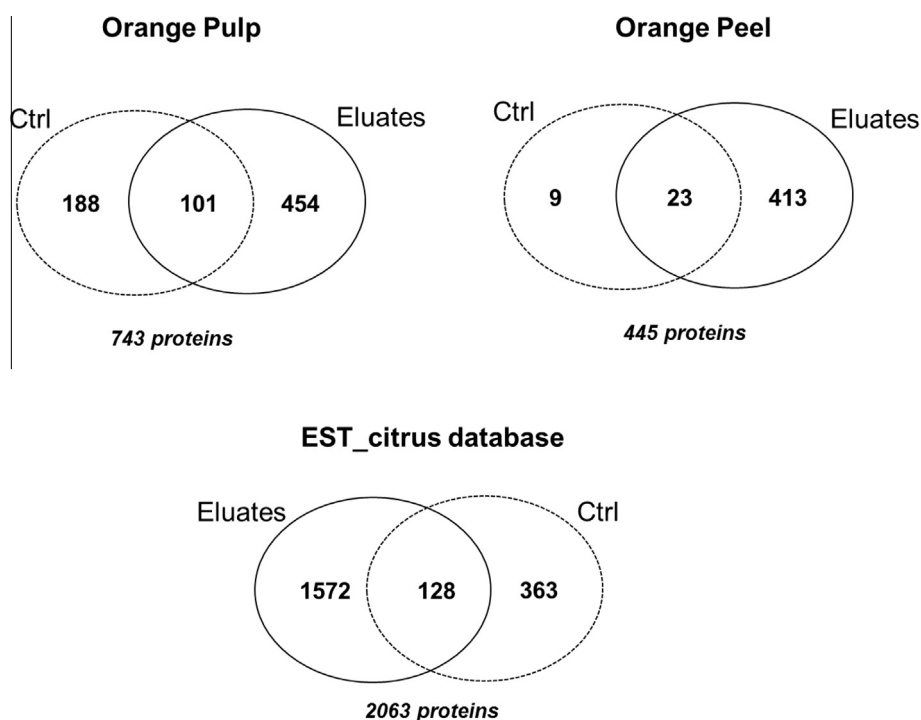 Orange Pulp
Ctrl
Eluates
188
101
454
743 proteins
Orange Peel
Ctrl
Eluates
9
23
413
445 proteins
EST_citrus database
Eluates
Ctrl
1572
128
363
2063 proteins